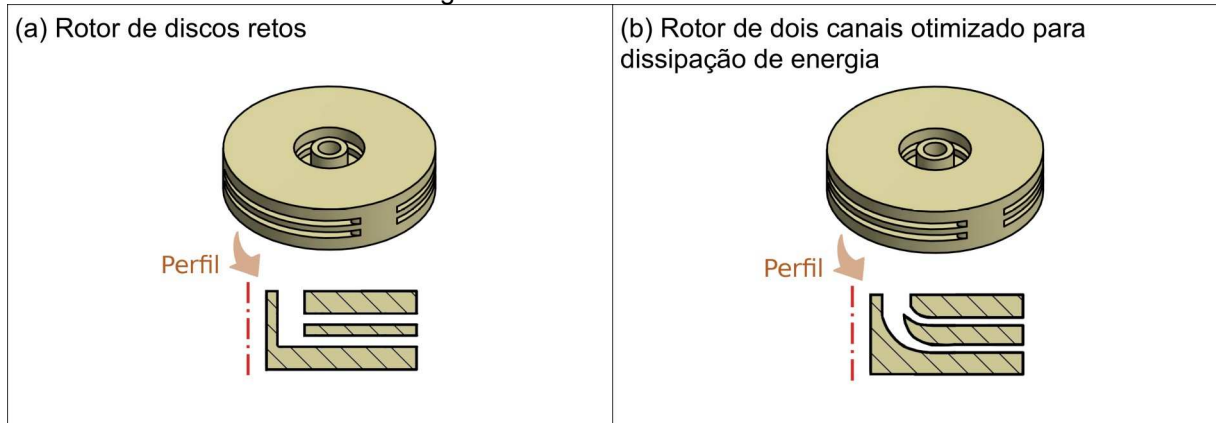 (a) Rotor de discos retos
(b) Rotor de dois canais otimizado para
dissipação de energia
Perfil
Perfil